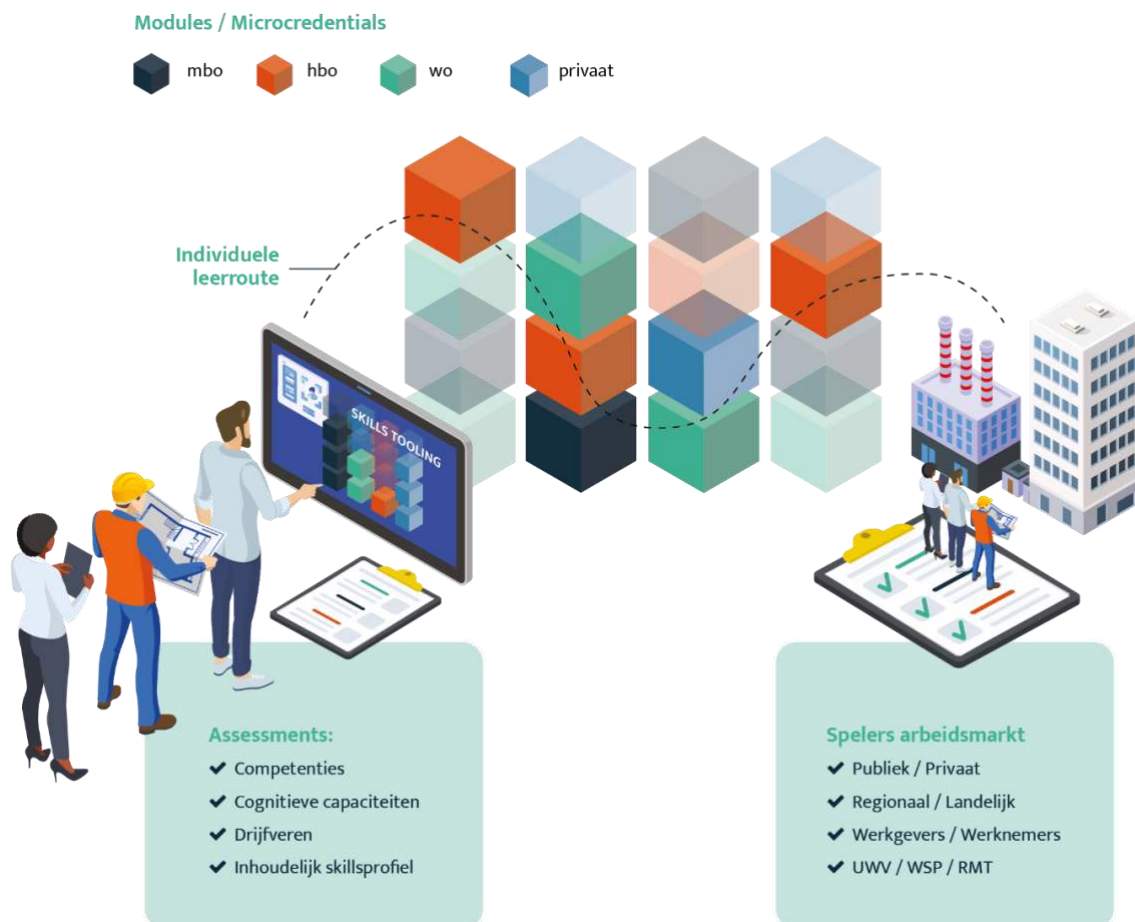 Modules / Microcredentials
mbo
hbo
wo
privaat
Individuele
leerroute
SKILLS TOOLING
Assessments:
Competenties
Cognitieve capaciteiten
Drijfveren
Inhoudelijk skillsprofiel
Spelers arbeidsmarkt
Publiek / Privaat
Regionaal / Landelijk
Werkgevers / Werknemers
UWV / WSP / RMT